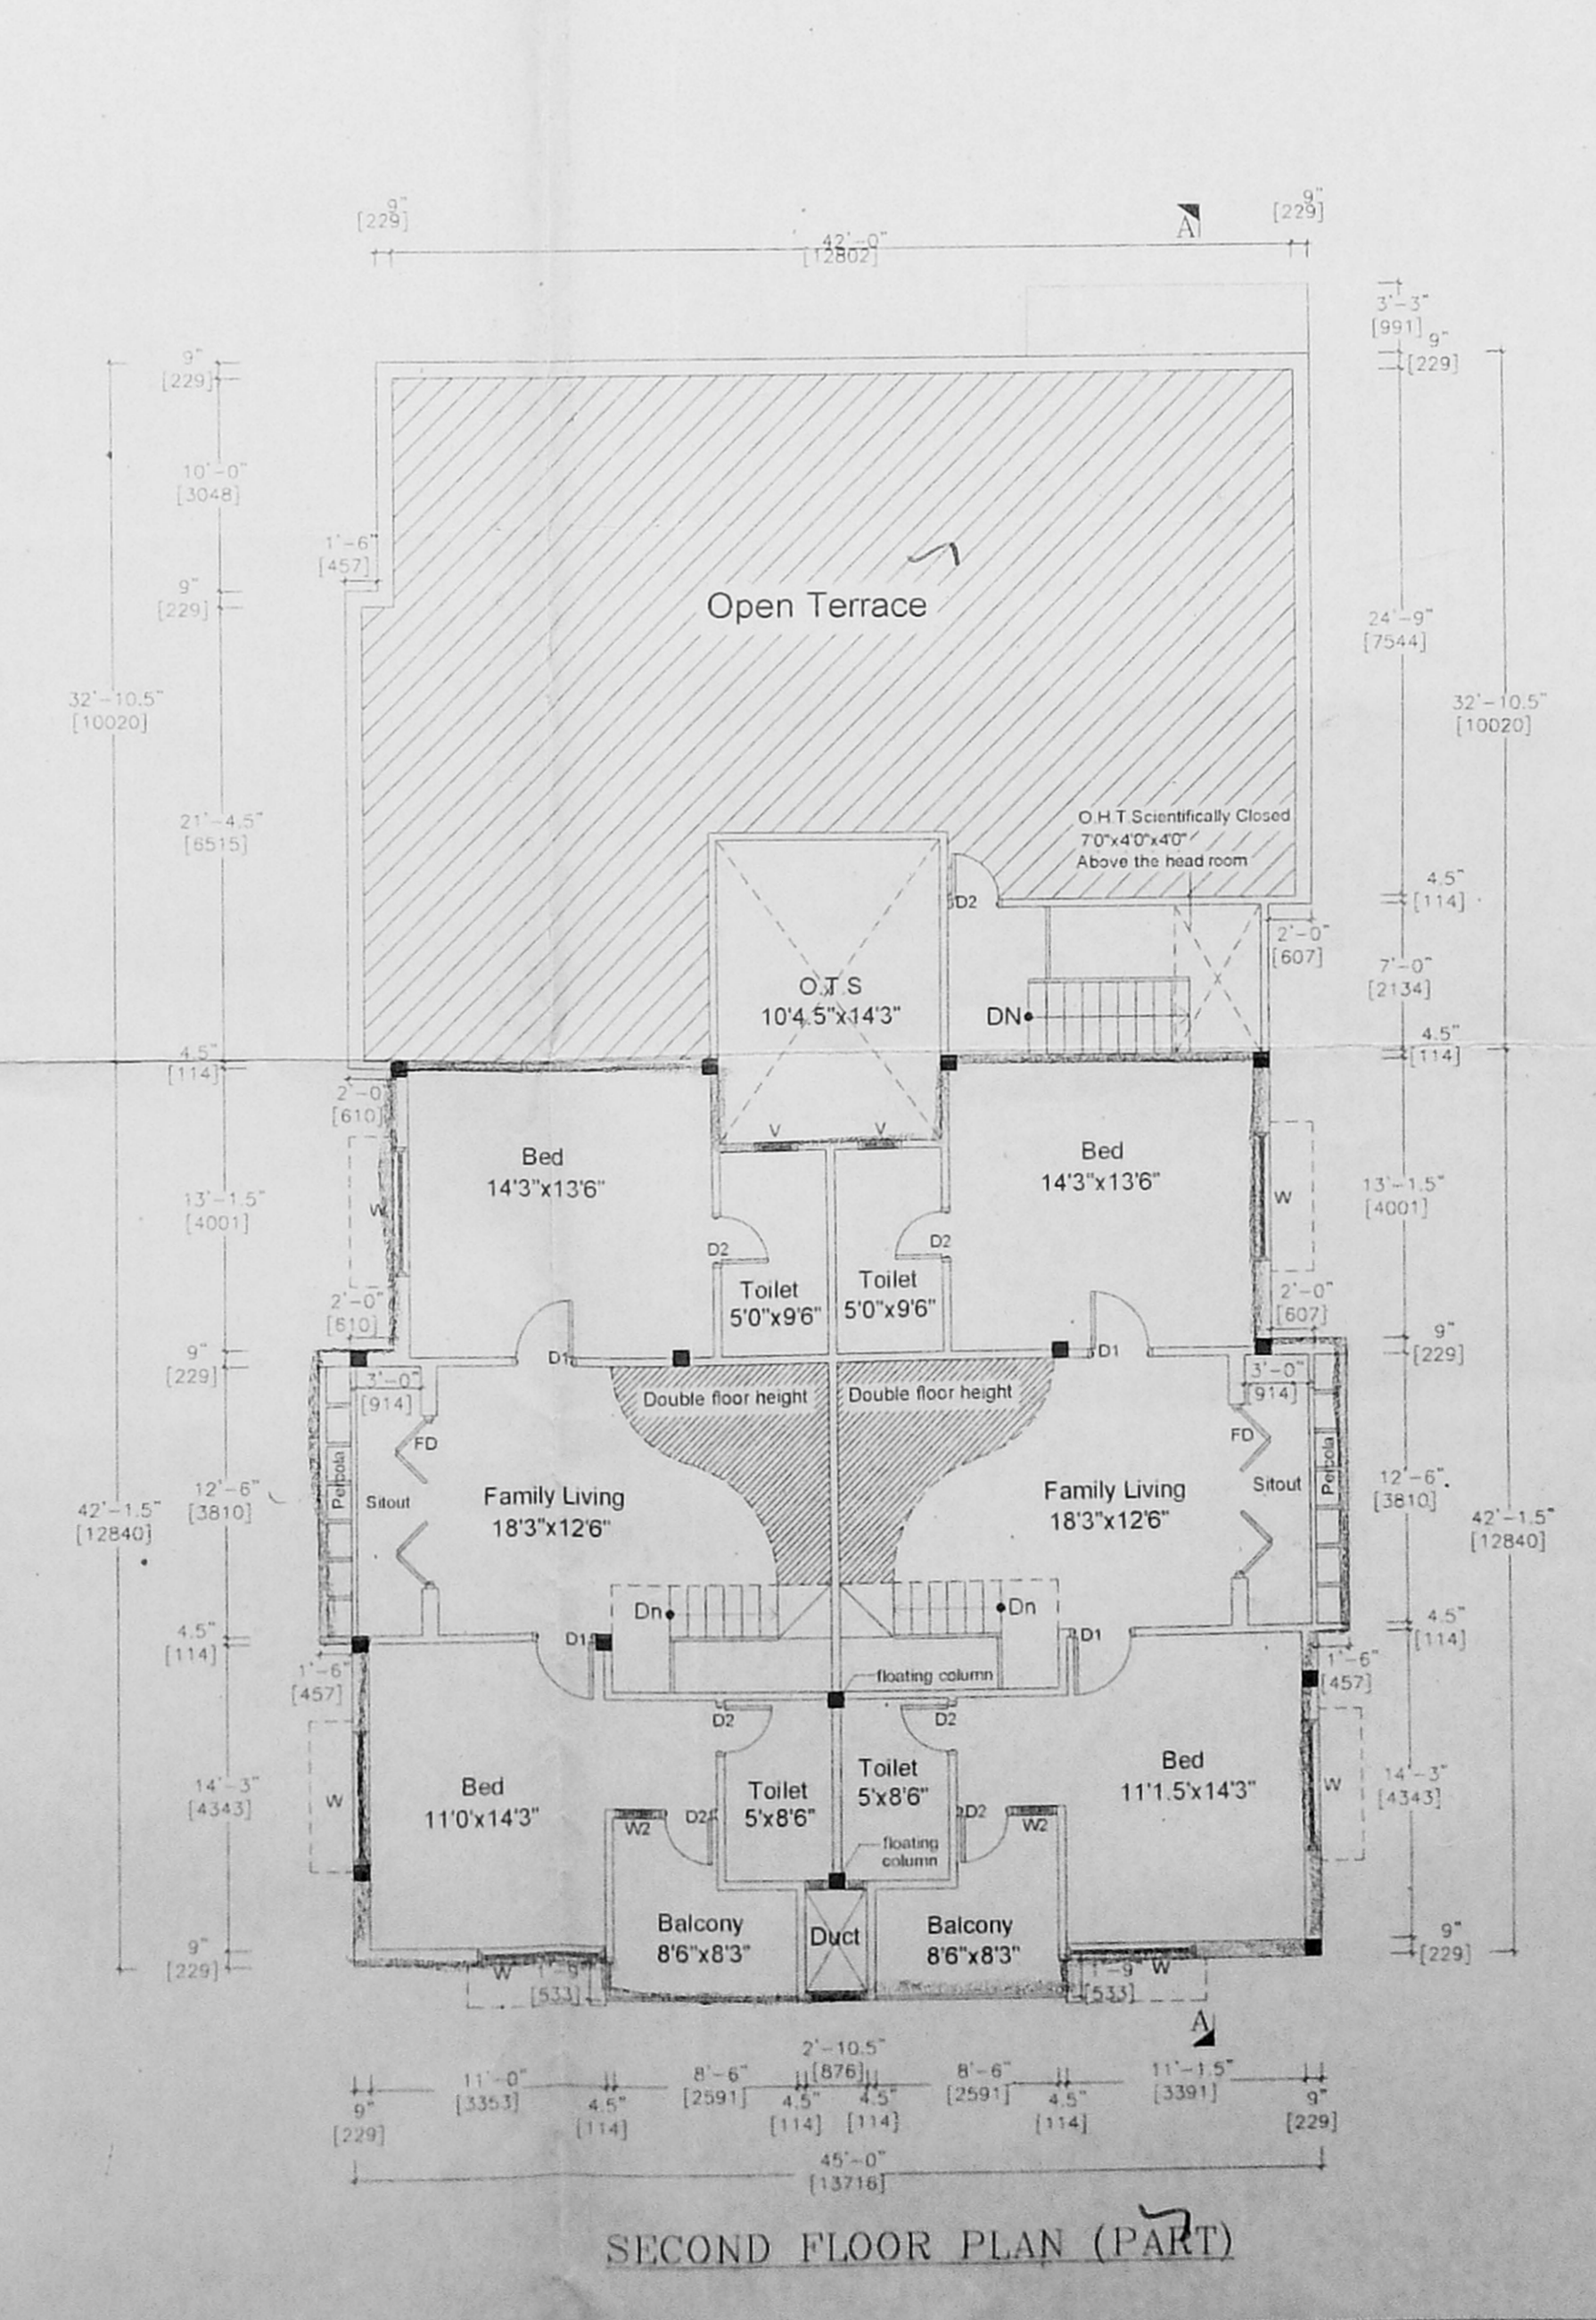 9"
[229]
42'-0"
[12802]
A
9"
[229]
3'-3"
[991]
9"
[229]
9"
[229]
10'-0"
[3048]
1'-6"
[457]
9"
[229]
Open Terrace
24'-9"
[7544]
32'-10.5"
[10020]
32'-10.5"
[10020]
21'-4.5"
[6515]
O.H.T.Scientifically Closed
7'0"x4'0"x4'0"
Above the head room
4.5"
[114]
D2
2'-0"
[607]
7'-0"
[2134]
O.T.S
10'4.5"x14'3"
DN
4.5"
[114]
4.5"
[114]
2'-0"
[610]
V
V
Bed
14'3"x13'6"
Bed
14'3"x13'6"
W
W
13'-1.5"
[4001]
13'-1.5"
[4001]
D2
D2
Toilet
5'0"x9'6"
Toilet
5'0"x9'6"
2'-0"
[610]
2'-0"
[607]
D1
D1
9"
[229]
9"
[229]
3'-0"
[914]
3'-0"
[914]
Double floor height
Double floor height
FD
FD
Percola
Sitout
Sitout
Percola
Family Living
18'3"x12'6"
Family Living
18'3"x12'6"
12'-6"
[3810]
12'-6"
[3810]
42'-1.5"
[12840]
42'-1.5"
[12840]
Dn
Dn
D1
D1
4.5"
[114]
4.5"
[114]
1'-6"
[457]
floating column
1'-6"
[457]
D2
D2
Bed
11'0'x14'3"
Toilet
5'x8'6"
Toilet
5'x8'6"
Bed
11'1.5'x14'3"
14'-3"
[4343]
14'-3"
[4343]
W
W
W2
D2
D2
W2
floating
column
Balcony
8'6"x8'3"
Duct
Balcony
8'6"x8'3"
9"
[229]
9"
[229]
W
1'-9"
[533]
1'-9"
[533]
W
A
2'-10.5"
[876]
11'-0"
[3353]
8'-6"
[2591]
8'-6"
[2591]
11'-1.5"
[3391]
9"
[229]
4.5"
[114]
4.5"
[114]
4.5"
[114]
4.5"
[114]
9"
[229]
45'-0"
[13716]
SECOND FLOOR PLAN (PART)